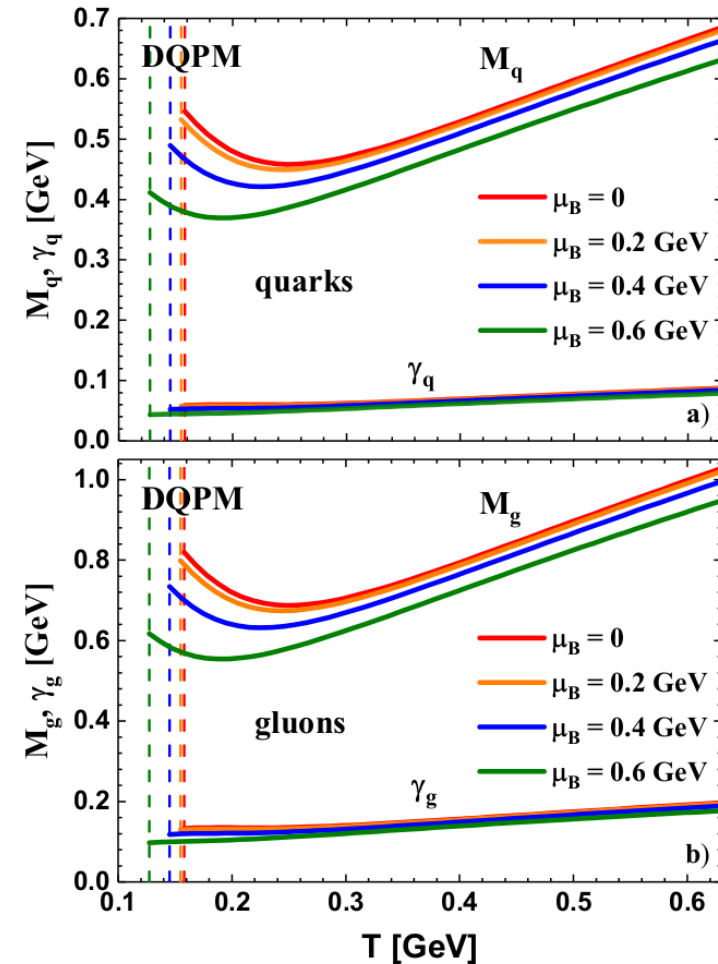 0.7
DQPM M_q
0.6
0.5
0.4
μ_B = 0
μ_B = 0.2 GeV
0.3
quarks
μ_B = 0.4 GeV
0.2
μ_B = 0.6 GeV
γ_q
0.1
a)
0.0
M_q, γ_q [GeV]
1.0
DQPM M_g
0.8
0.6
μ_B = 0
μ_B = 0.2 GeV
0.4
gluons
μ_B = 0.4 GeV
μ_B = 0.6 GeV
0.2
γ_g
b)
0.0
M_g, γ_g [GeV]
0.1 0.2 0.3 0.4 0.5 0.6
T [GeV]